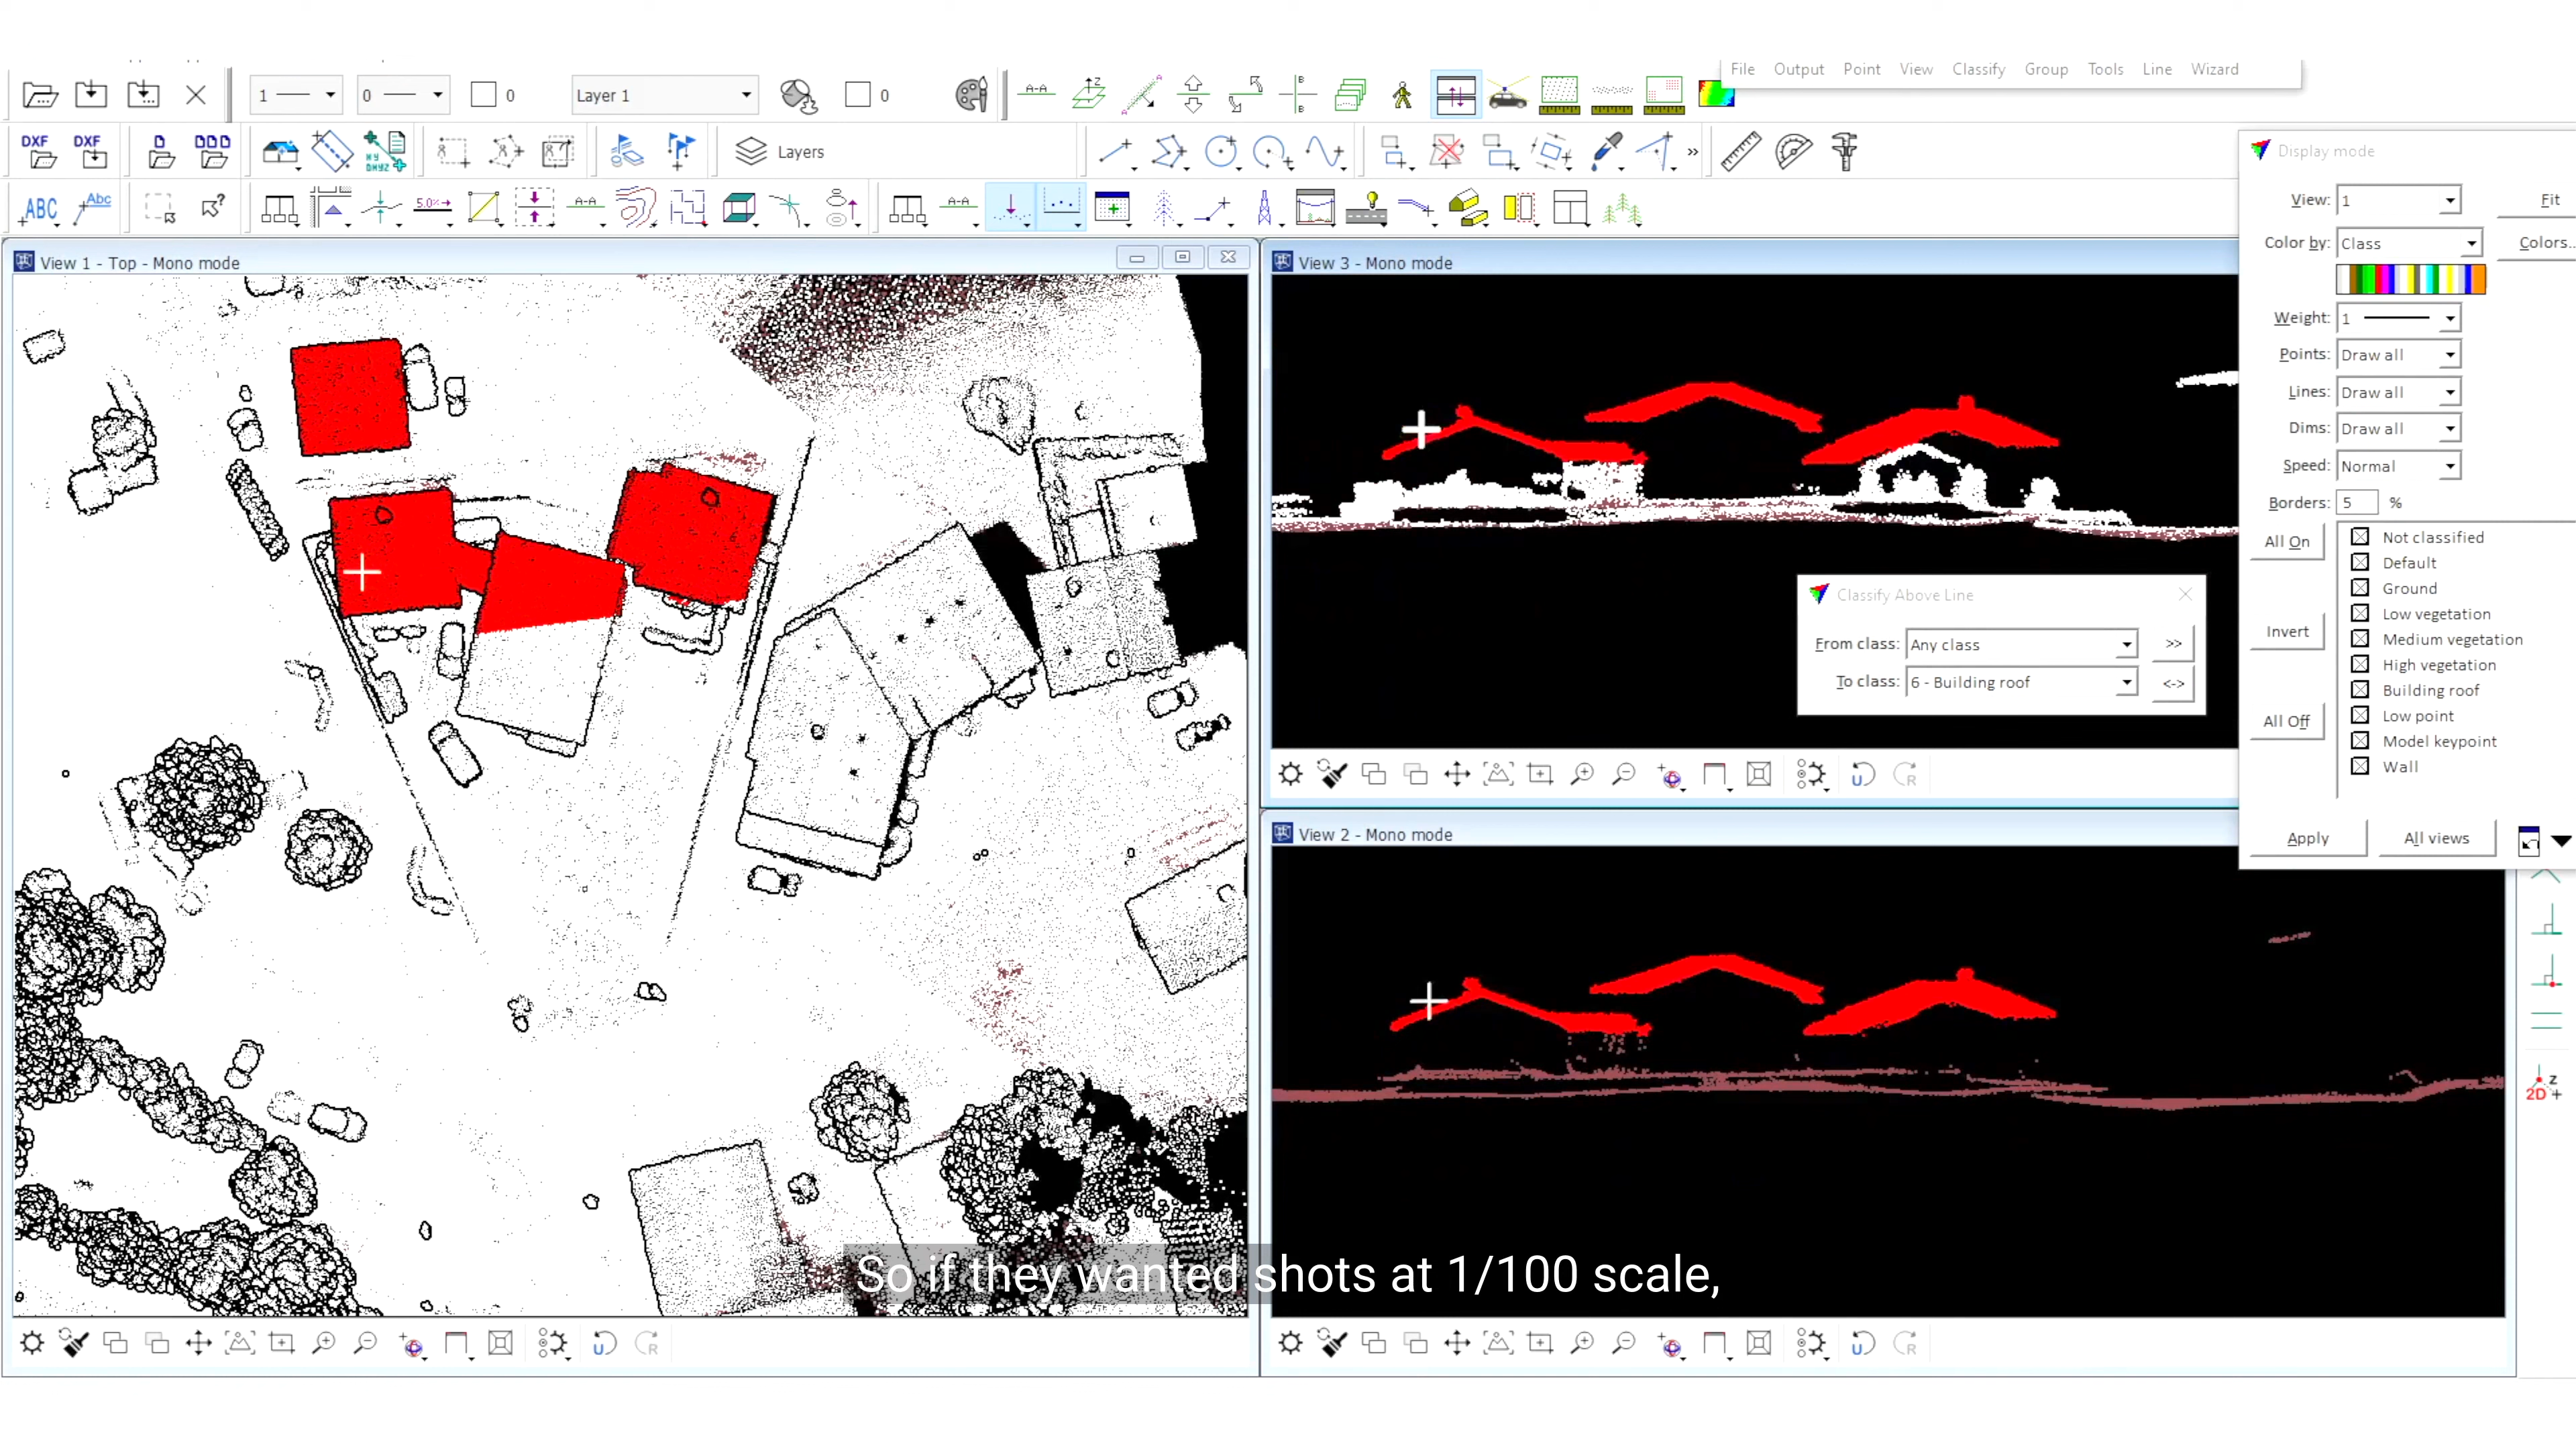 File Output Point View Classify Group Tools Line Wizard
1 0 0 Layer 1 0
DXF DXF D DDD Layers
Display mode
ABC Abc 5.0% A-A A-A
View: 1 Fit
Color by: Class Colors...
Weight: 1
Points: Draw all
Lines: Draw all
Dims: Draw all
Speed: Normal
Borders: 5 %
All On
Invert
All Off
Not classified
Default
Ground
Low vegetation
Medium vegetation
High vegetation
Building roof
Low point
Model keypoint
Wall
Apply All views
View 1 - Top - Mono mode
View 3 - Mono mode
Classify Above Line
From class: Any class >>
To class: 6 - Building roof <->
View 2 - Mono mode
2D Z
So if they wanted shots at 1/100 scale,